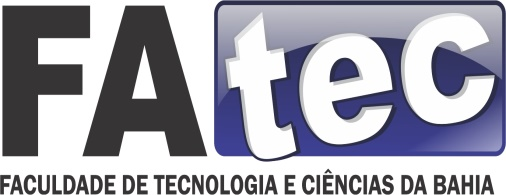 FAtec
FACULDADE DE TECNOLOGIA E CIÊNCIAS DA BAHIA